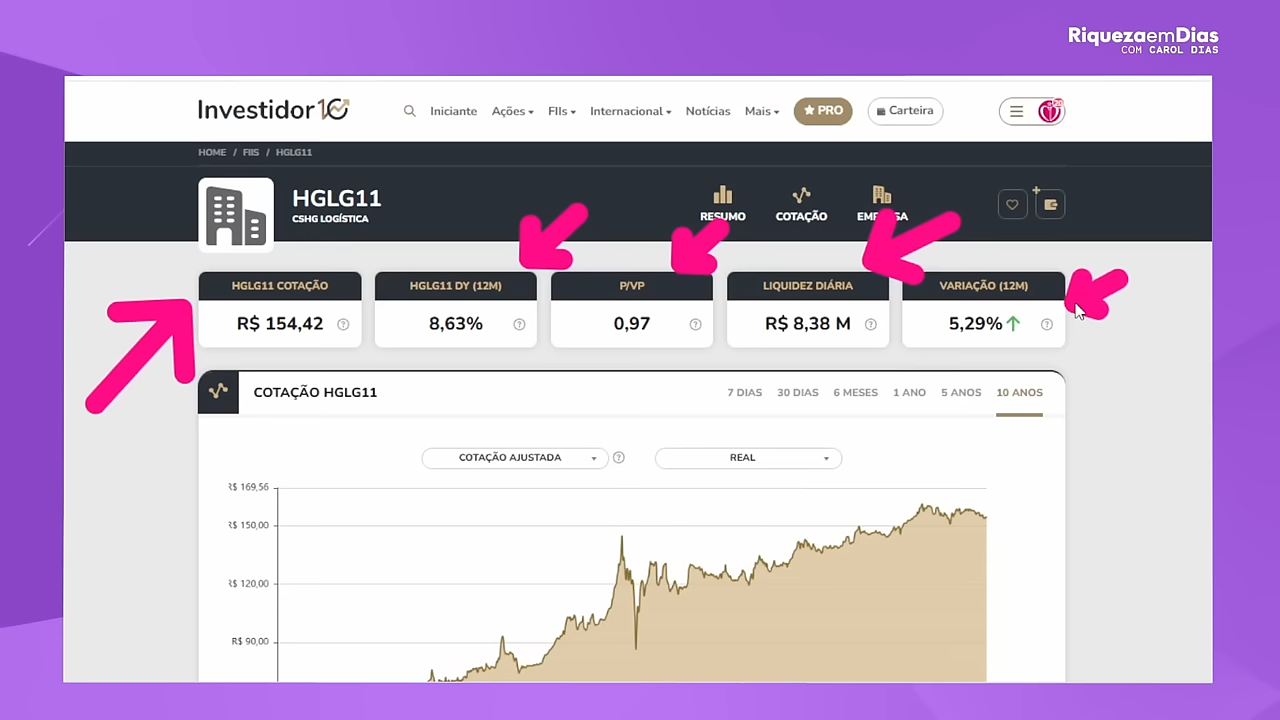 RiquezaemDias
COM CAROL DIAS
Investidor10
Iniciante
Ações
FIIs
Internacional
Notícias
Mais
PRO
Carteira
HOME / FIIS / HGLG11
HGLG11
CSHG LOGÍSTICA
RESUMO
COTAÇÃO
HGLG11 COTAÇÃO
R$ 154,42
HGLG11 DY (12M)
8,63%
P/VP
0,97
LIQUIDEZ DIÁRIA
R$ 8,38 M
VARIAÇÃO (12M)
5,29%
COTAÇÃO HGLG11
7 DIAS
30 DIAS
6 MESES
1 ANO
5 ANOS
10 ANOS
COTAÇÃO AJUSTADA
REAL
R$ 169,56
R$ 150,00
R$ 120,00
R$ 90,00